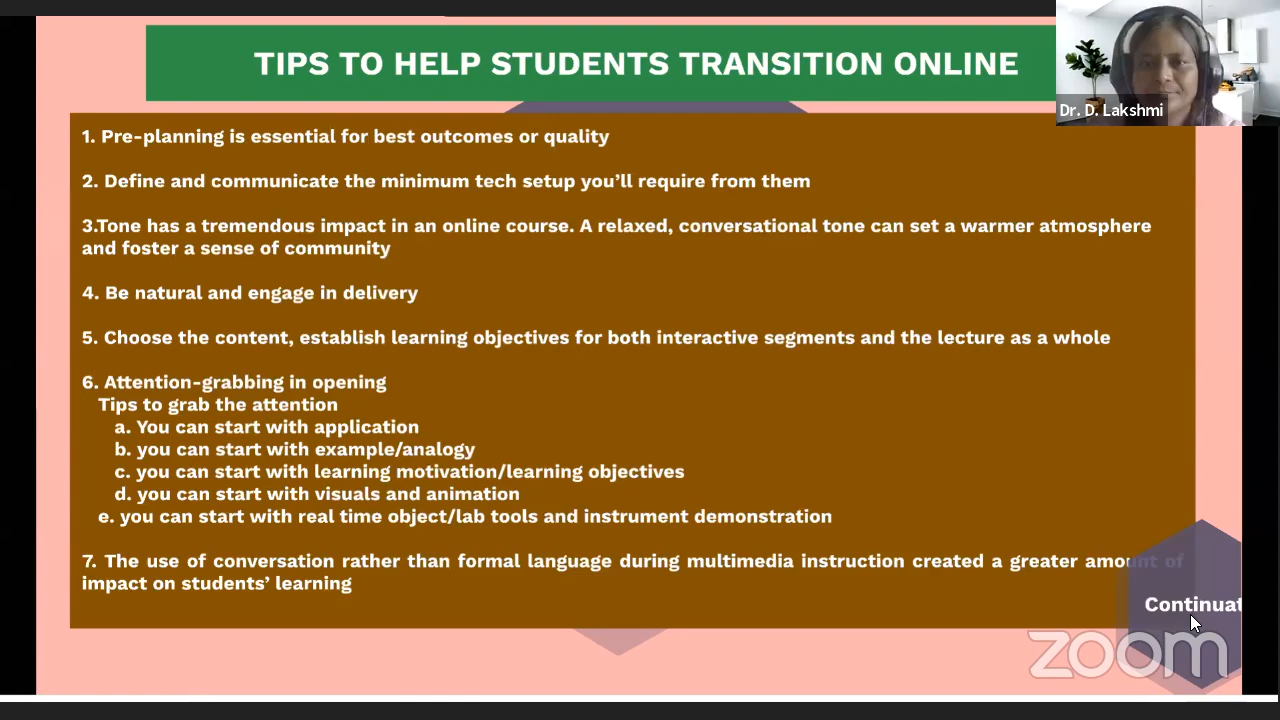 TIPS TO HELP STUDENTS TRANSITION ONLINE
Dr. D. Lakshmi
1. Pre-planning is essential for best outcomes or quality
2. Define and communicate the minimum tech setup you’ll require from them
3.Tone has a tremendous impact in an online course. A relaxed, conversational tone can set a warmer atmosphere
and foster a sense of community
4. Be natural and engage in delivery
5. Choose the content, establish learning objectives for both interactive segments and the lecture as a whole
6. Attention-grabbing in opening
Tips to grab the attention
a. You can start with application
b. you can start with example/analogy
c. you can start with learning motivation/learning objectives
d. you can start with visuals and animation
e. you can start with real time object/lab tools and instrument demonstration
7. The use of conversation rather than formal language during multimedia instruction created a greater amount of
impact on students’ learning
Continuat
zoom